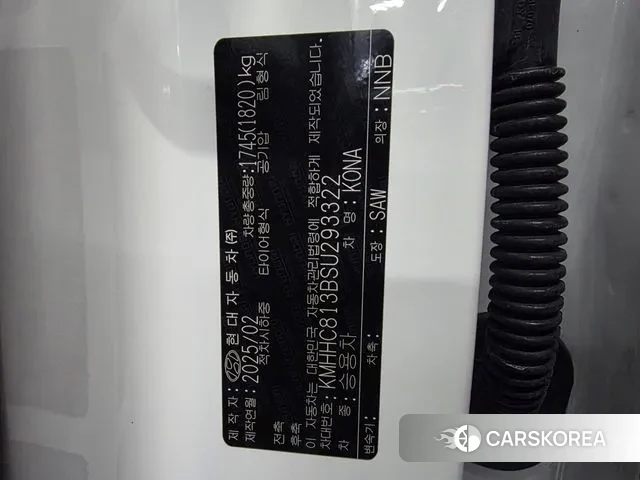 제 작 자 : 현 대 자 동 차 ㈜
제작연월 : 2025/02 차량총중량:1745(1820)kg
전축 적차시하중 타이어형식 공기압 림형식
후축
이 자동차는 대한민국 자동차관리법령에 적합하게 제작되었습니다.
차대번호: KMHHC813BSU293322
차 종: 승용차 차 명: KONA
변속기: 차축: 도장: SAW 의장: NNB
CARSKOREA